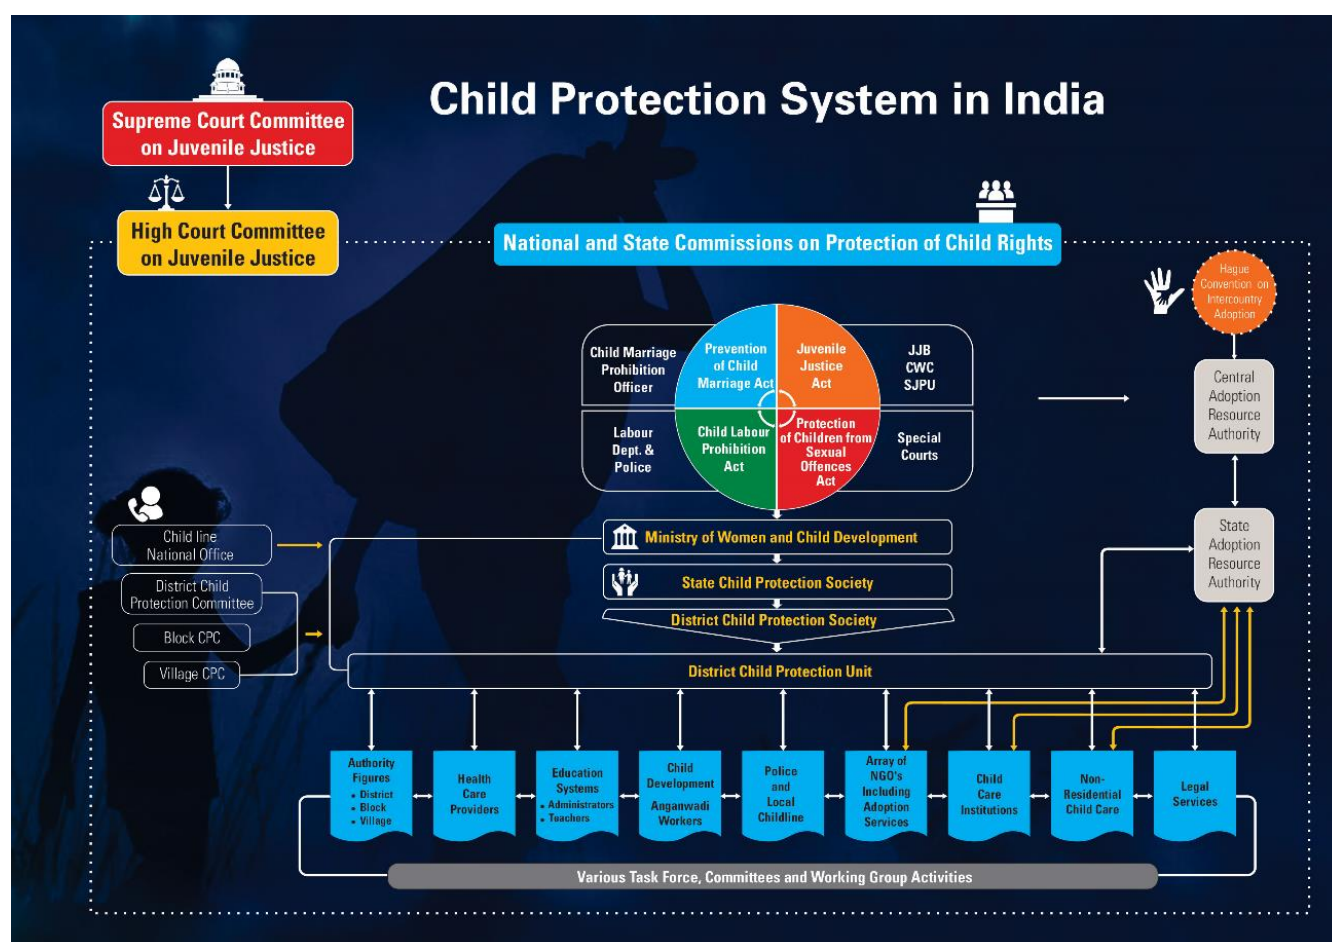 Child Protection System in India
Supreme Court Committee
on Juvenile Justice
High Court Committee
on Juvenile Justice
National and State Commissions on Protection of Child Rights
Hague
Convention on
Intercountry
Adoption
Child Marriage
Prohibition
Officer
Prevention
of Child
Marriage Act
Juvenile
Justice
Act
JJB
CWC
SJPU
Central
Adoption
Resource
Authority
Labour
Dept. &
Police
Child Labour
Prohibition
Act
Protection
of Children from
Sexual
Offences
Act
Special
Courts
Child line
National Office
District Child
Protection Committee
Block CPC
Village CPC
Ministry of Women and Child Development
State Child Protection Society
District Child Protection Society
State
Adoption
Resource
Authority
District Child Protection Unit
Authority
Figures
• District
• Block
• Village
Health
Care
Providers
Education
Systems
• Administrators
• Teachers
Child
Development
Anganwadi
Workers
Police
and
Local
Childline
Array of
NGO's
Including
Adoption
Services
Child
Care
Institutions
Non-
Residential
Child Care
Legal
Services
Various Task Force, Committees and Working Group Activities